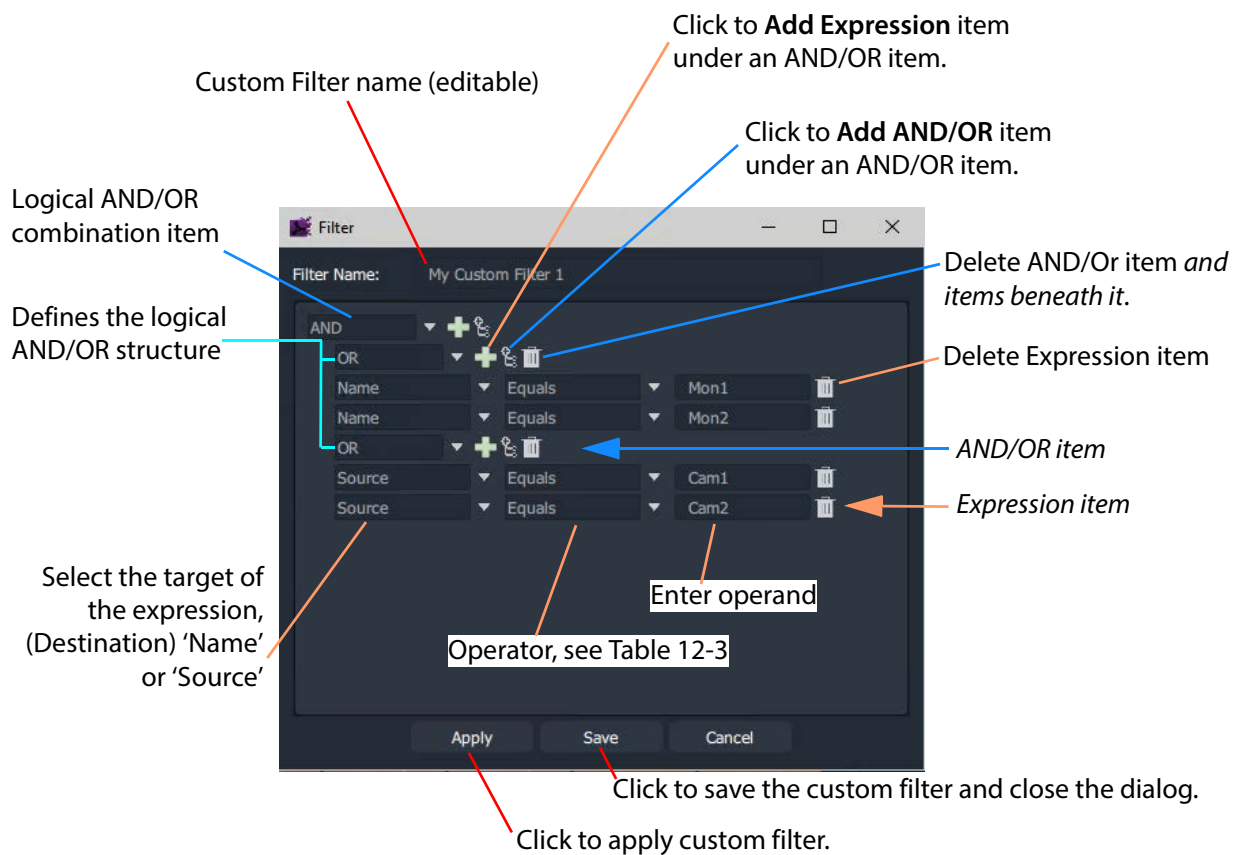 Click to Add Expression item
under an AND/OR item.
Custom Filter name (editable)
Click to Add AND/OR item
under an AND/OR item.
Logical AND/OR
combination item
Filter
Filter Name:
My Custom Filter 1
Delete AND/Or item and
items beneath it.
Defines the logical
AND/OR structure
AND
OR
Delete Expression item
Name Equals Mon1
Name Equals Mon2
OR
AND/OR item
Source Equals Cam1
Source Equals Cam2
Expression item
Select the target of
the expression,
(Destination) ‘Name’
or ‘Source’
Enter operand
Operator, see Table 12-3
Apply Save Cancel
Click to save the custom filter and close the dialog.
Click to apply custom filter.